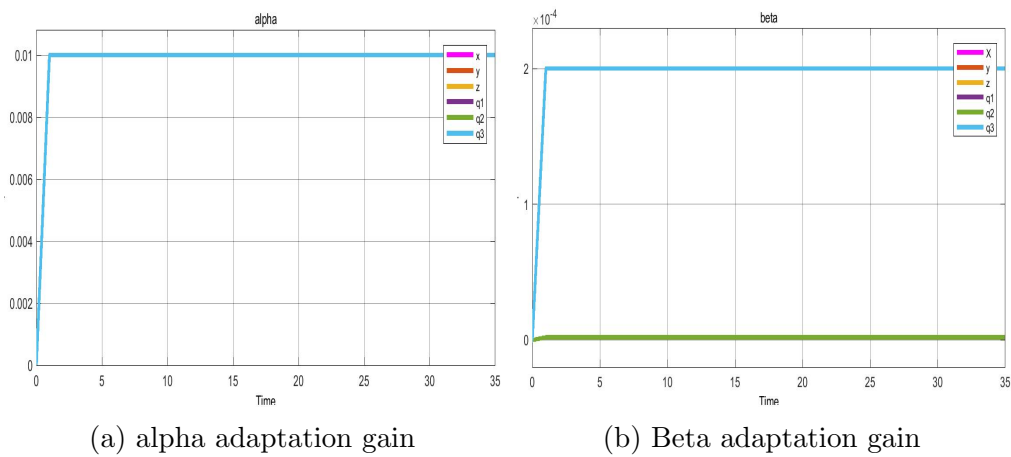 alpha
0.01
0.008
0.006
0.004
0.002
0
0 5 10 15 20 25 30 35
Time
x
y
z
q1
q2
q3
(a) alpha adaptation gain
beta
×10⁻⁴
2
1
0
0 5 10 15 20 25 30 35
Time
X
y
z
q1
q2
q3
(b) Beta adaptation gain